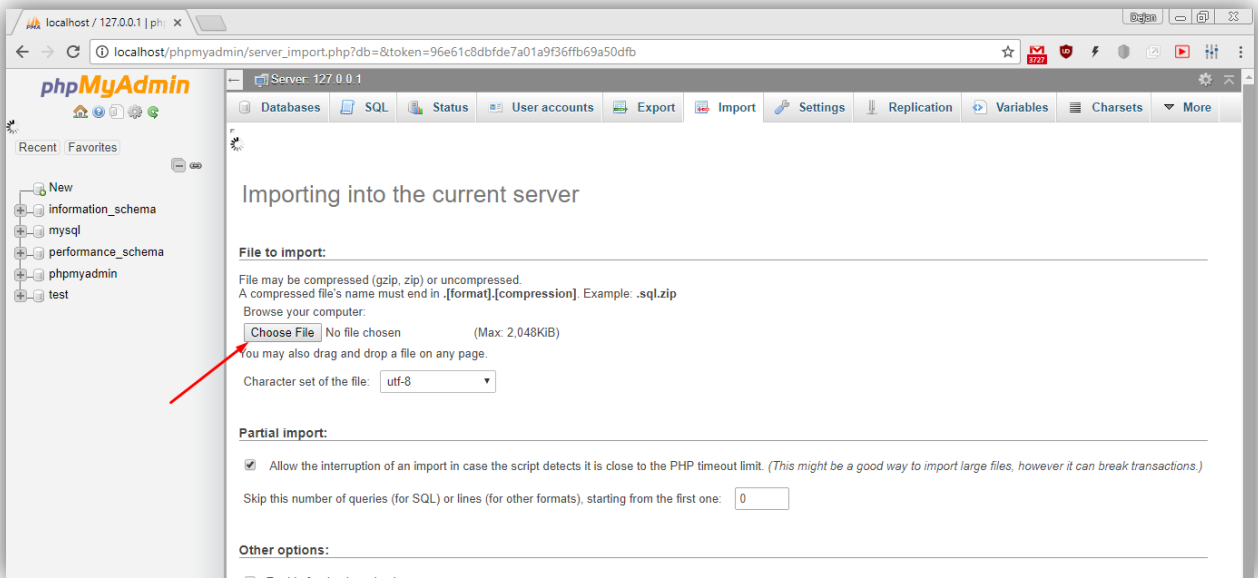 localhost / 127.0.0.1 | ph
Dejan
localhost/phpmyadmin/server_import.php?db=&token=96e61c8dbfde7a01a9f36ffb69a50dfb
3727
phpMyAdmin
Recent Favorites
New
information_schema
mysql
performance_schema
phpmyadmin
test
Server: 127.0.0.1
Databases SQL Status User accounts Export Import Settings Replication Variables Charsets More
Importing into the current server
File to import:
File may be compressed (gzip, zip) or uncompressed.
A compressed file's name must end in .[format].[compression]. Example: .sql.zip
Browse your computer:
Choose File No file chosen (Max: 2,048KiB)
You may also drag and drop a file on any page.
Character set of the file: utf-8
Partial import:
Allow the interruption of an import in case the script detects it is close to the PHP timeout limit. (This might be a good way to import large files, however it can break transactions.)
Skip this number of queries (for SQL) or lines (for other formats), starting from the first one: 0
Other options: